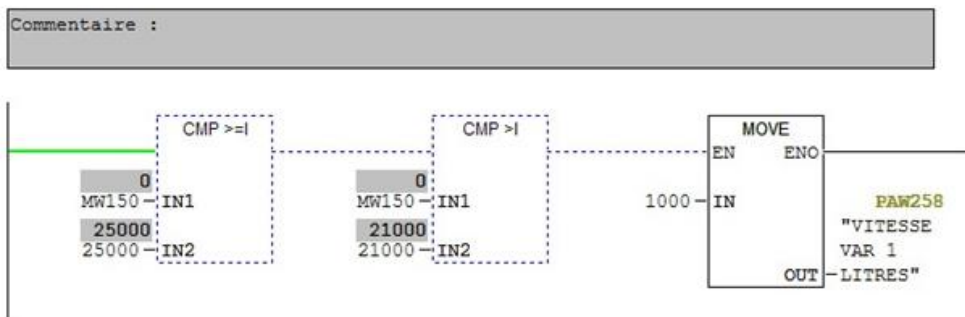 Commentaire :
CMP >=I
CMP >I
MOVE
EN ENO
0
MW150 IN1
25000
25000 IN2
0
MW150 IN1
21000
21000 IN2
1000 IN
PAW258
"VITESSE
VAR 1
OUT LITRES"